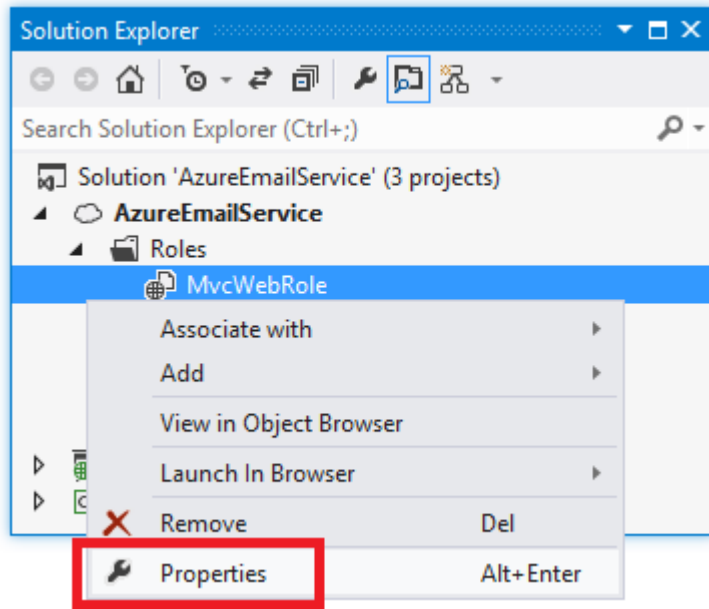 Solution Explorer
Search Solution Explorer (Ctrl+;)
Solution 'AzureEmailService' (3 projects)
AzureEmailService
Roles
MvcWebRole
Associate with
Add
View in Object Browser
Launch In Browser
Remove Del
Properties Alt+Enter